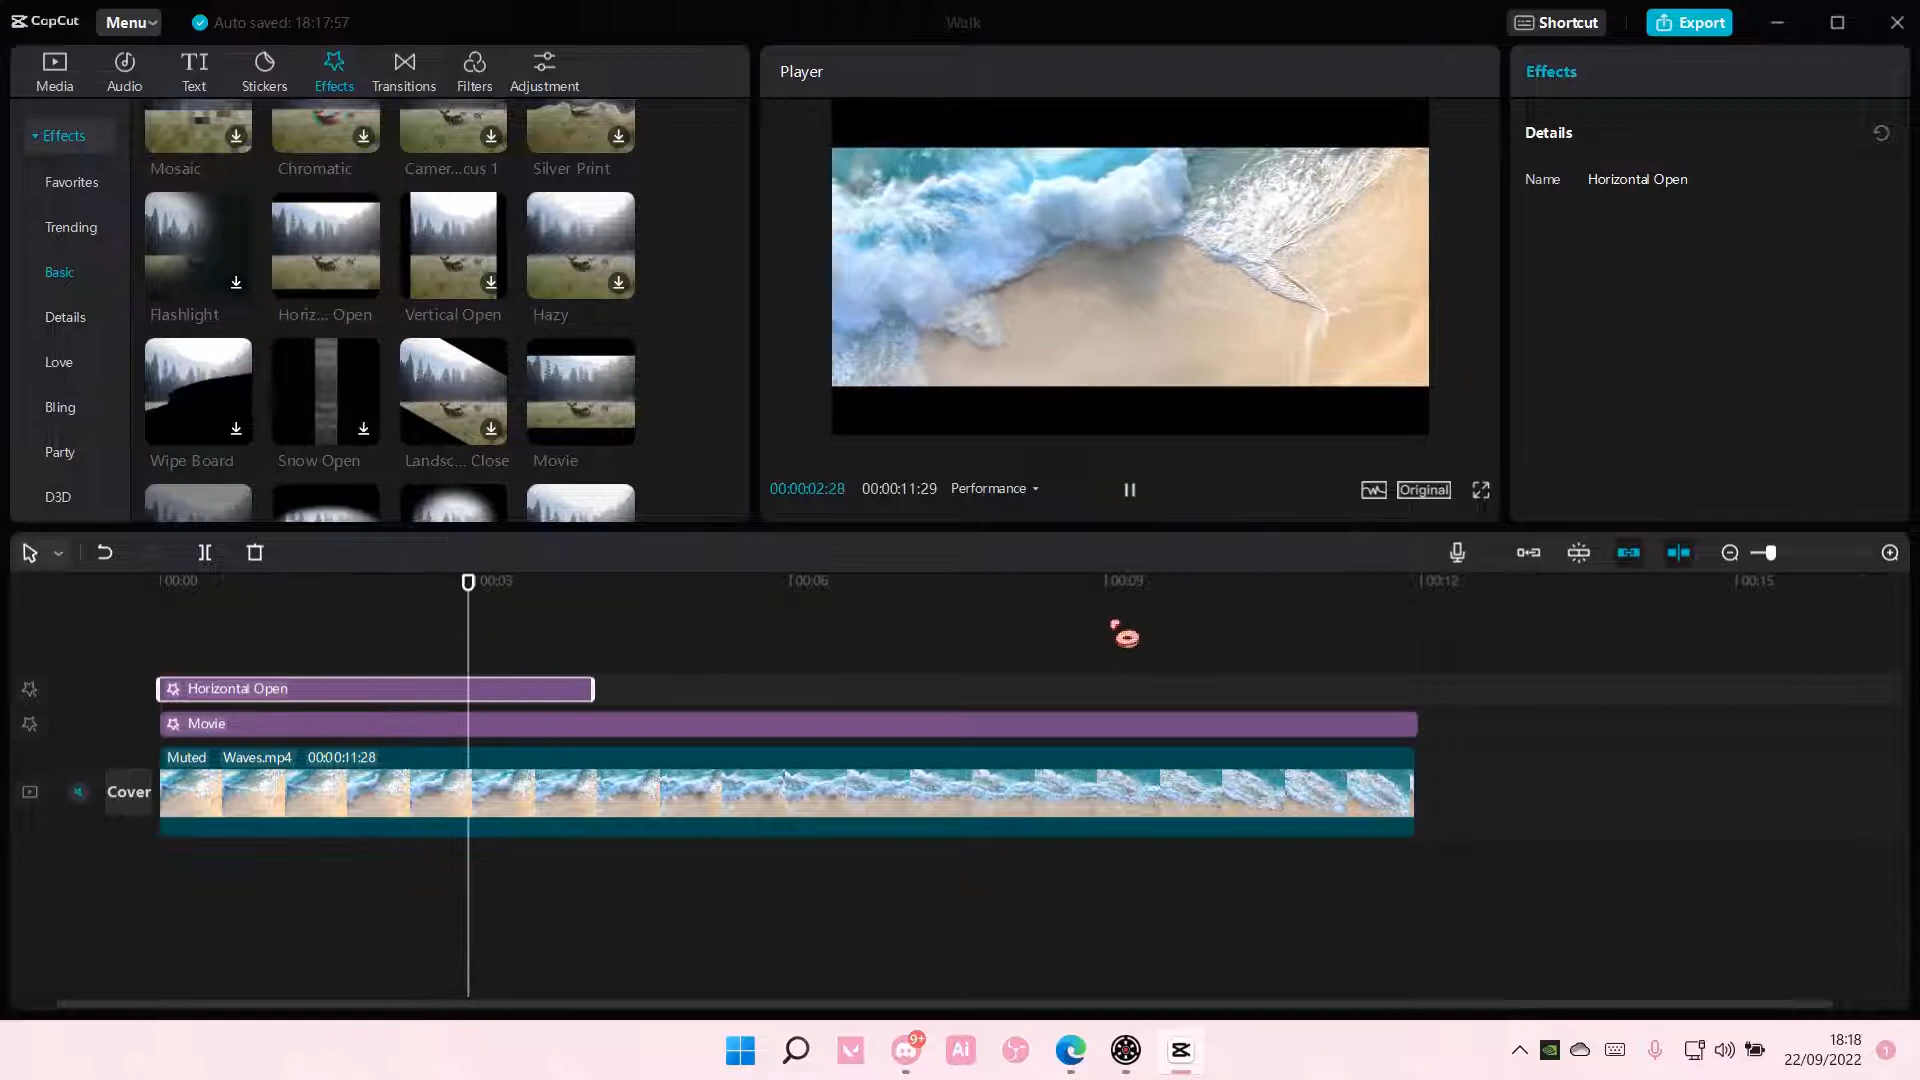 CapCut
Menu
Auto saved: 18:17:57
Walk
Shortcut
Export
Media
Audio
TI
Text
Stickers
Effects
Transitions
Filters
Adjustment
Effects
Favorites
Trending
Basic
Details
Love
Bling
Party
D3D
Mosaic
Chromatic
Camer...cus 1
Silver Print
Flashlight
Horiz... Open
Vertical Open
Hazy
Wipe Board
Snow Open
Landsc... Close
Movie
Player
00:00:02:28
00:00:11:29
Performance
Original
Effects
Details
Name
Horizontal Open
00:00
00:03
00:06
00:09
00:12
00:15
Horizontal Open
Movie
Muted Waves.mp4 00:00:11:28
Cover
9+
Ai
18:18
22/09/2022
1